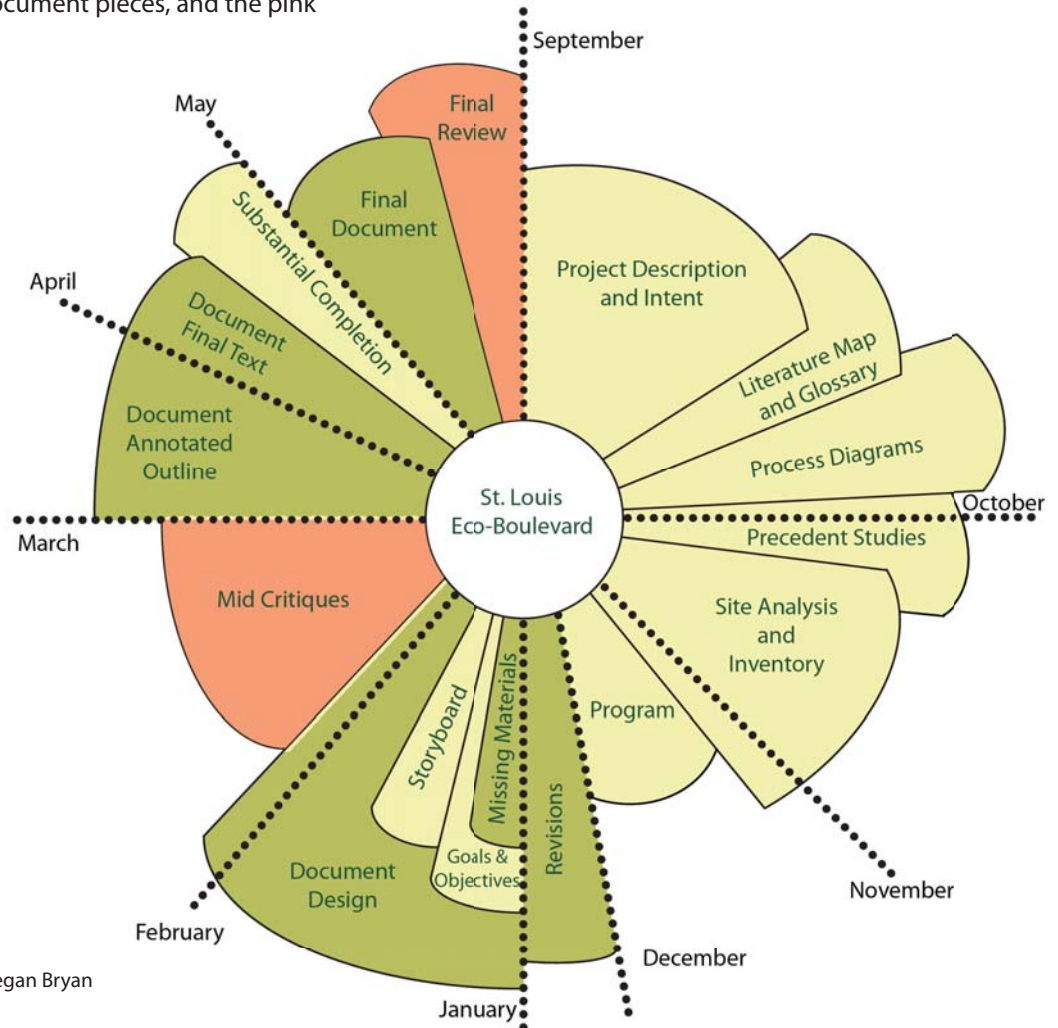 document pieces, and the pink
September
Final
Review
May
Final
Document
Substantial Completion
Project Description
and Intent
April
Document
Final Text
Literature Map
and Glossary
Document
Annotated
Outline
Process Diagrams
St. Louis
Eco-Boulevard
October
March
Precedent Studies
Mid Critiques
Site Analysis
and
Inventory
Program
Storyboard
Missing Materials
Revisions
Goals &
Objectives
Document
Design
November
February
December
egan Bryan
January